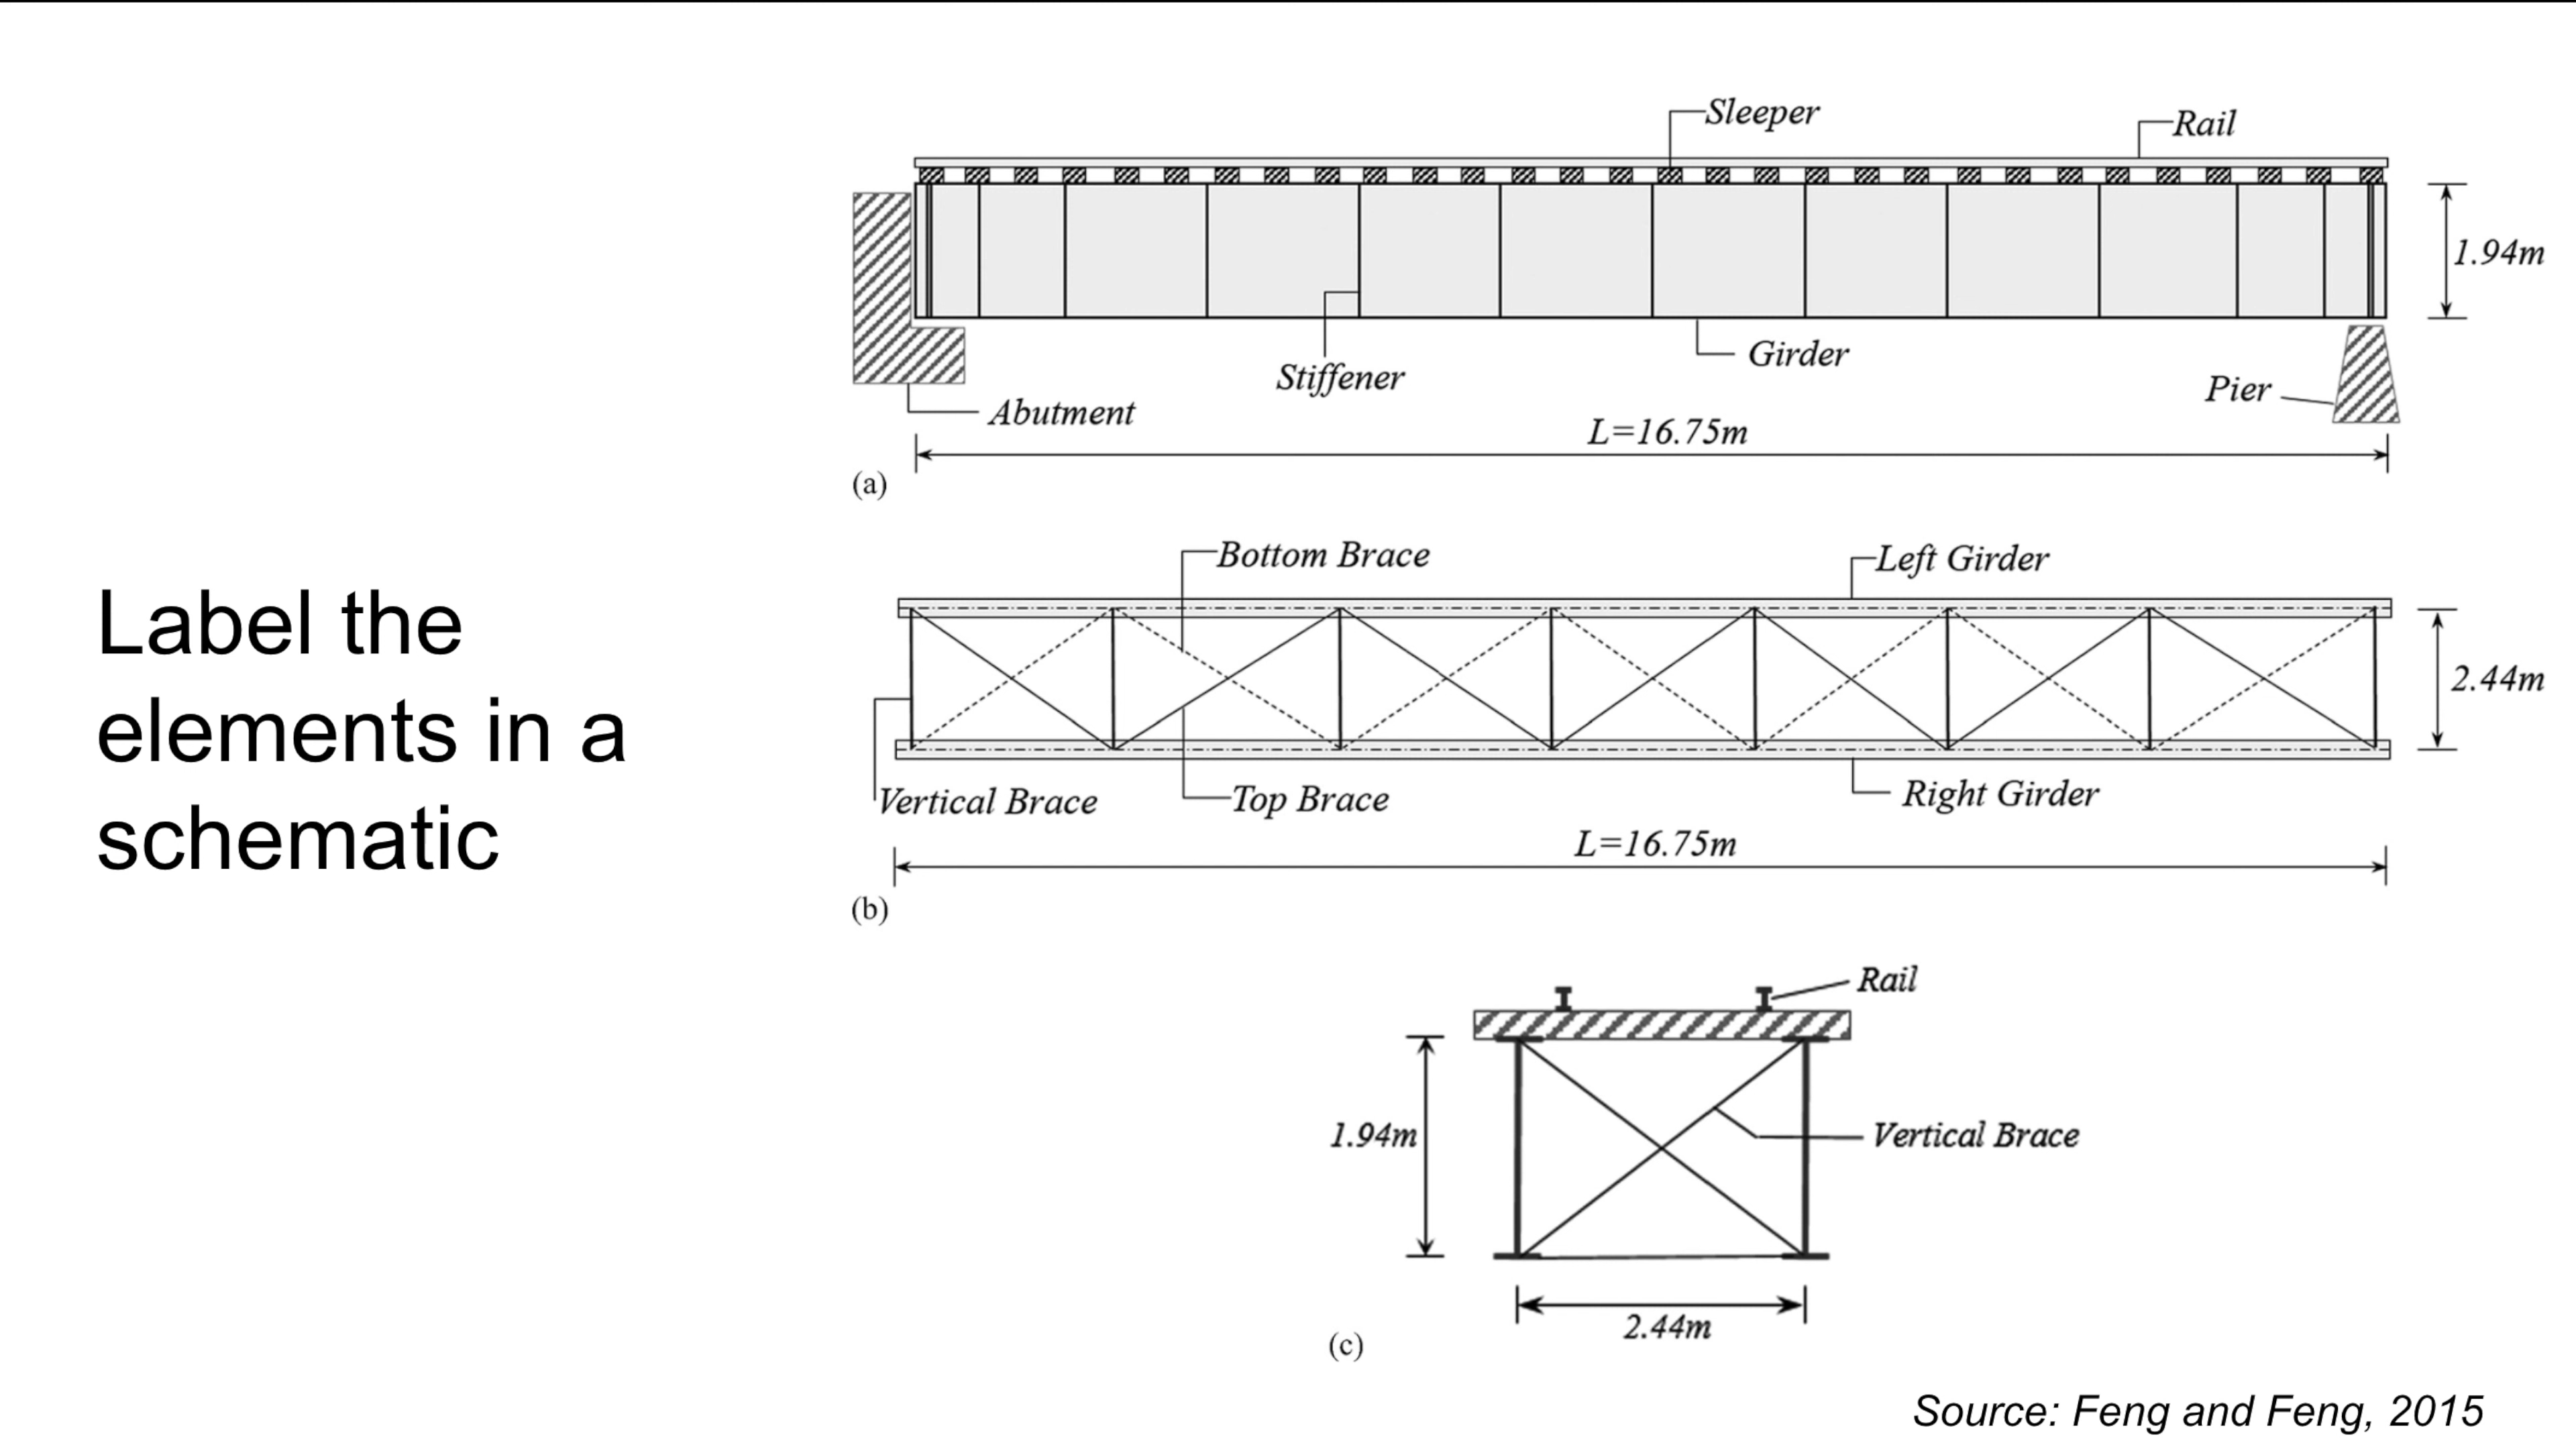 Label the
elements in a
schematic
Sleeper
Rail
1.94m
Stiffener
Girder
Pier
Abutment
L=16.75m
(a)
Bottom Brace
Left Girder
2.44m
Vertical Brace
Top Brace
Right Girder
L=16.75m
(b)
Rail
1.94m
Vertical Brace
2.44m
(c)
Source: Feng and Feng, 2015